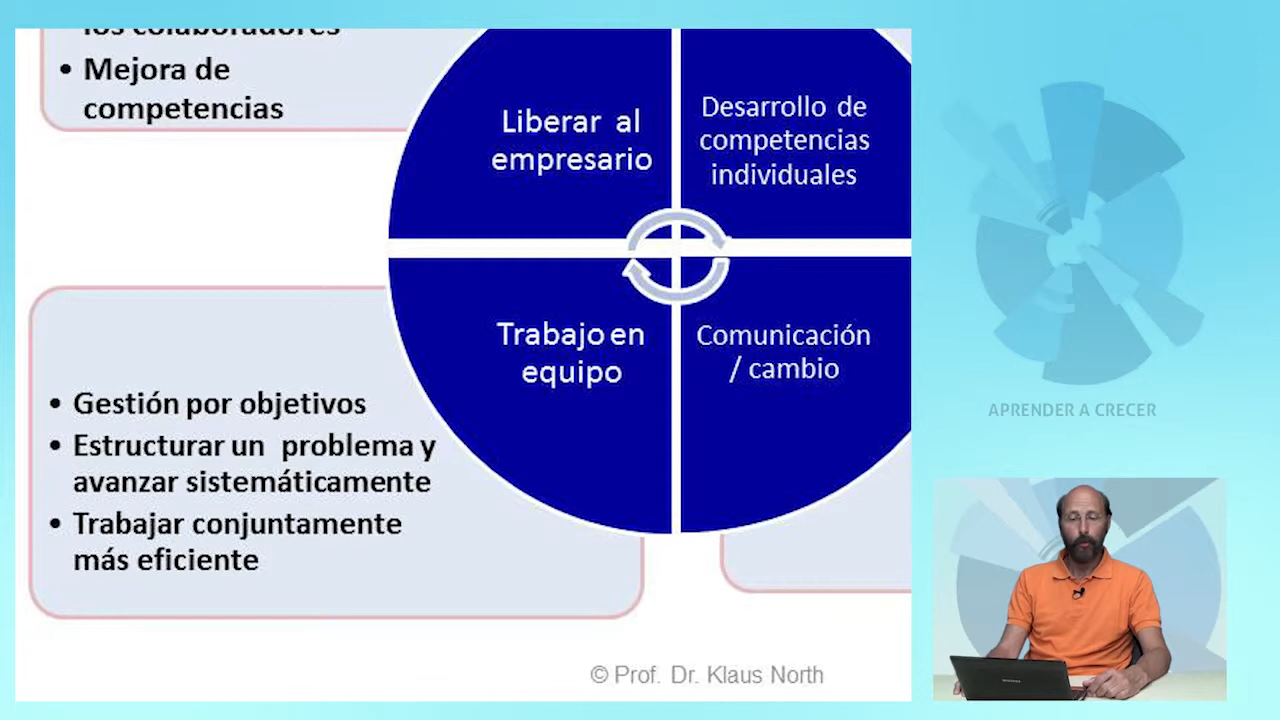 los colaboradores
• Mejora de
competencias
Liberar al
empresario
Desarrollo de
competencias
individuales
Trabajo en
equipo
Comunicación
/ cambio
• Gestión por objetivos
• Estructurar un problema y
avanzar sistemáticamente
• Trabajar conjuntamente
más eficiente
© Prof. Dr. Klaus North
APRENDER A CRECER